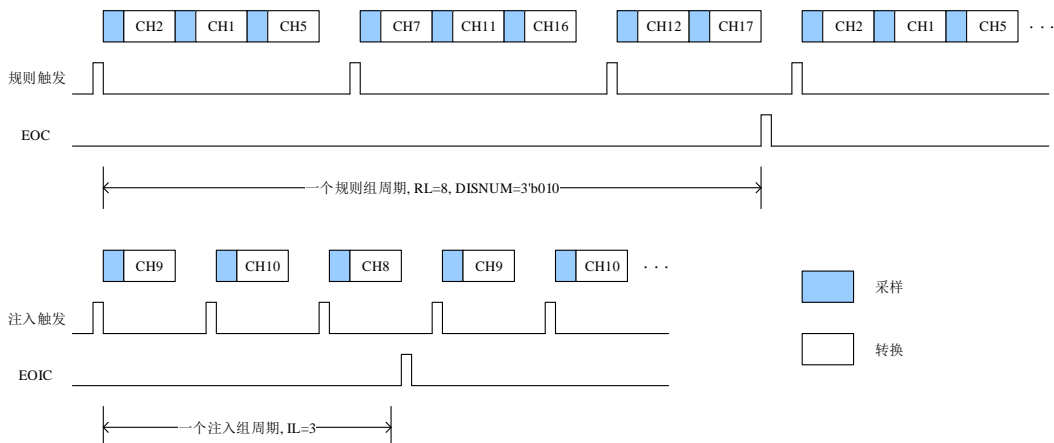 CH2 CH1 CH5 CH7 CH11 CH16 CH12 CH17 CH2 CH1 CH5 · · ·
规则触发
EOC
一个规则组周期, RL=8, DISNUM=3'b010
CH9 CH10 CH8 CH9 CH10 · · ·
采样
注入触发
转换
EOIC
一个注入组周期, IL=3